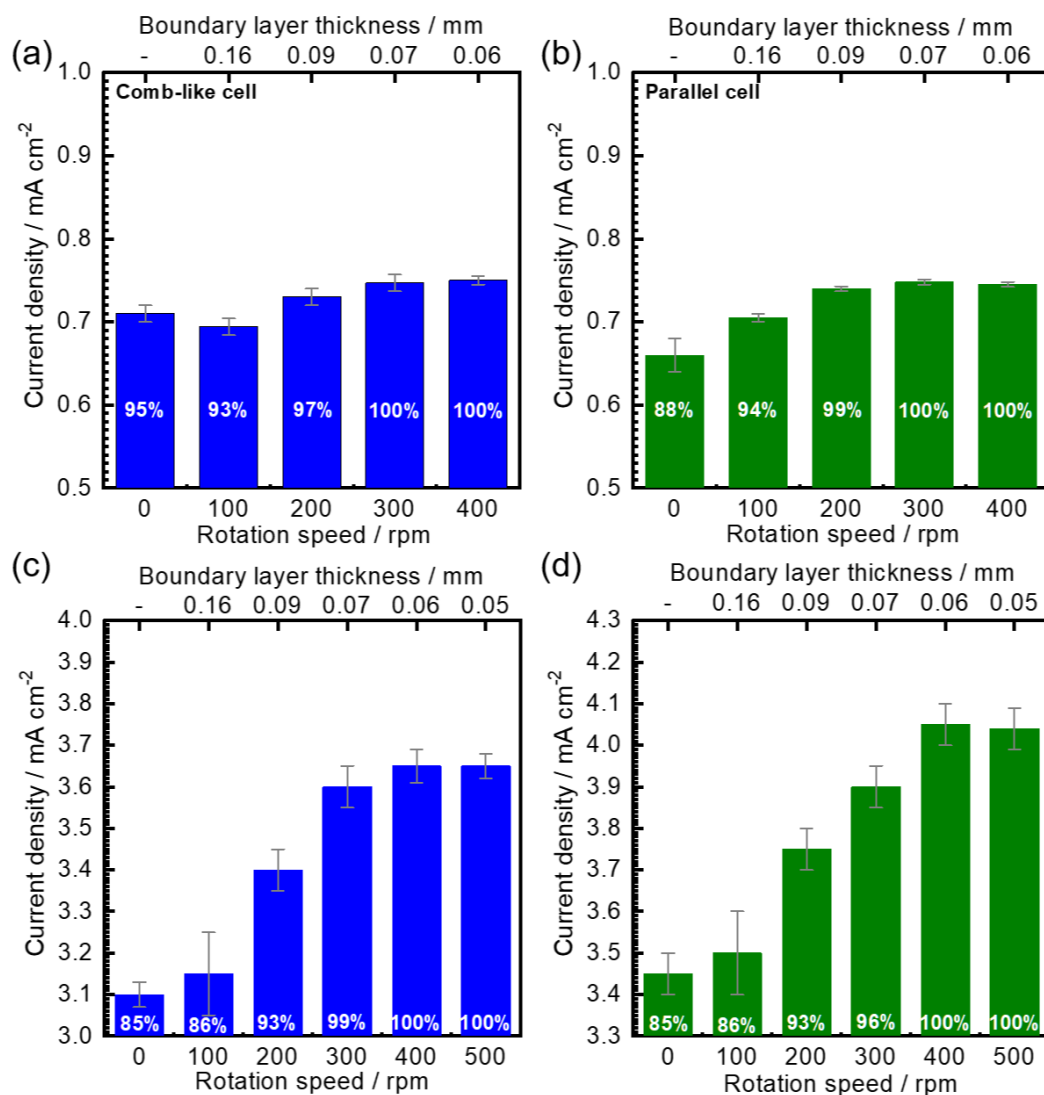 Boundary layer thickness / mm
(a)
- 0.16 0.09 0.07 0.06
Comb-like cell
Current density / mA cm⁻²
1.0
0.9
0.8
0.7
0.6
0.5
95% 93% 97% 100% 100%
0 100 200 300 400
Rotation speed / rpm
Boundary layer thickness / mm
(b)
- 0.16 0.09 0.07 0.06
Parallel cell
Current density / mA cm⁻²
1.0
0.9
0.8
0.7
0.6
0.5
88% 94% 99% 100% 100%
0 100 200 300 400
Rotation speed / rpm
(c)
Boundary layer thickness / mm
- 0.16 0.09 0.07 0.06 0.05
Current density / mA cm⁻²
4.0
3.9
3.8
3.7
3.6
3.5
3.4
3.3
3.2
3.1
3.0
85% 86% 93% 99% 100% 100%
0 100 200 300 400 500
Rotation speed / rpm
(d)
Boundary layer thickness / mm
- 0.16 0.09 0.07 0.06 0.05
Current density / mA cm⁻²
4.3
4.2
4.1
4.0
3.9
3.8
3.7
3.6
3.5
3.4
3.3
85% 86% 93% 96% 100% 100%
0 100 200 300 400 500
Rotation speed / rpm